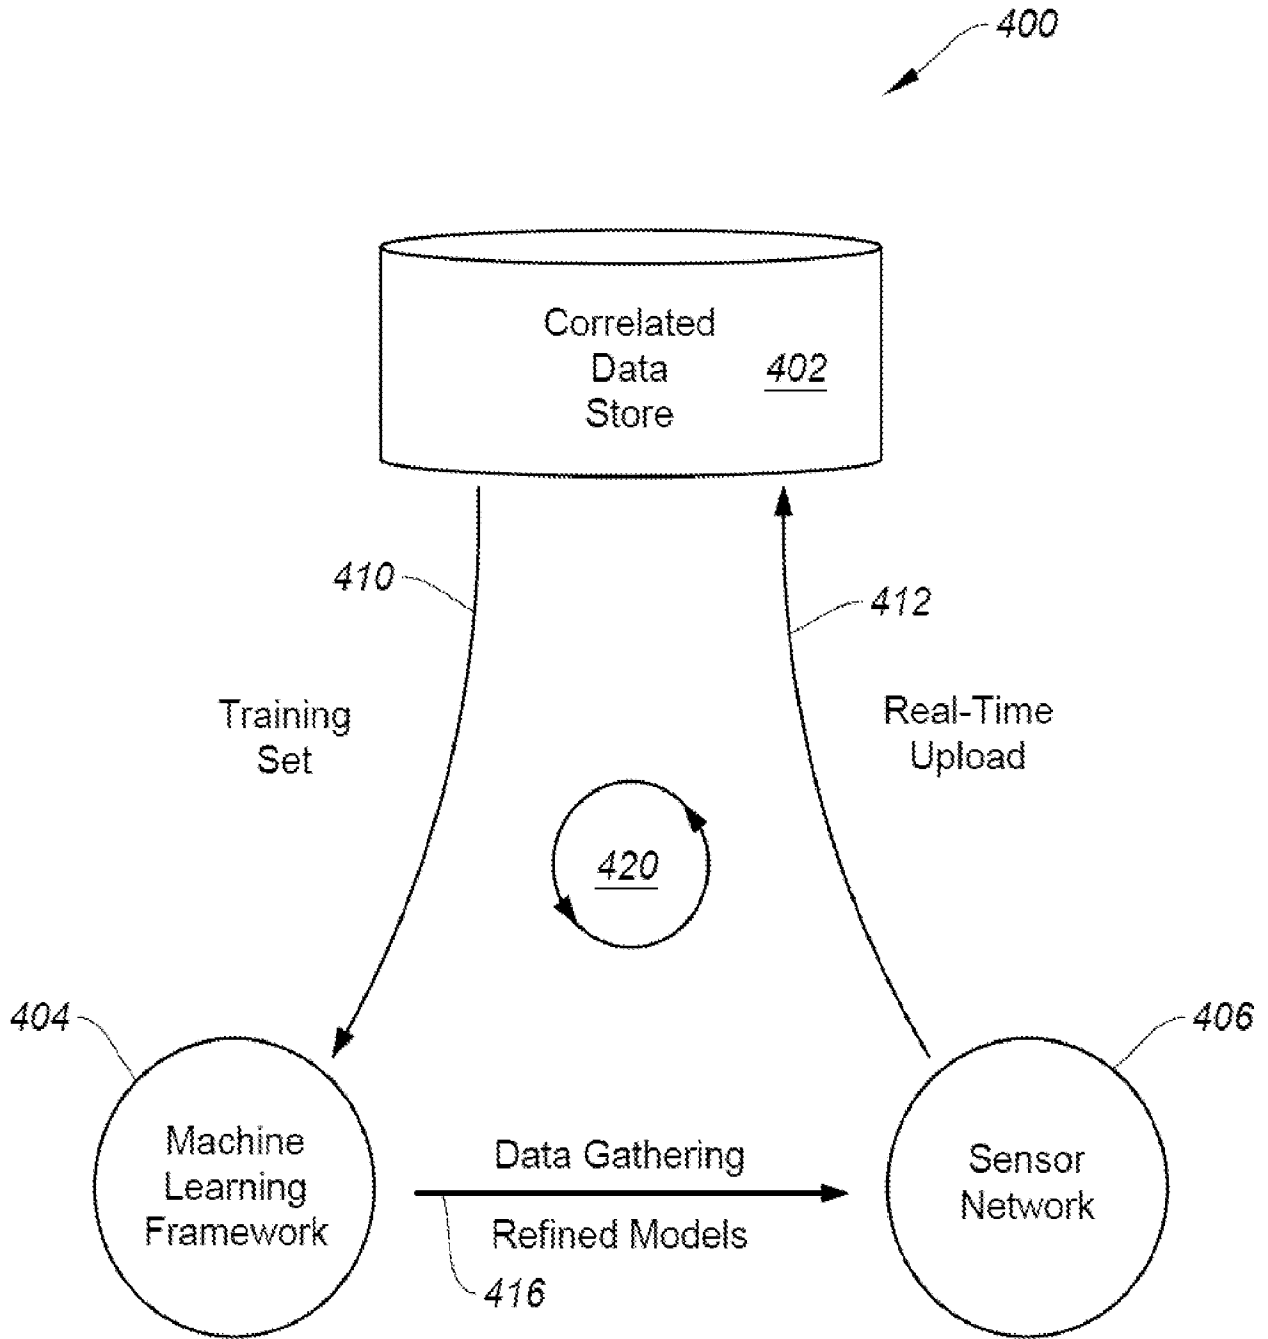 400
Correlated
Data
Store
402
410
412
Training
Set
Real-Time
Upload
420
404
406
Machine
Learning
Framework
Data Gathering
Refined Models
416
Sensor
Network